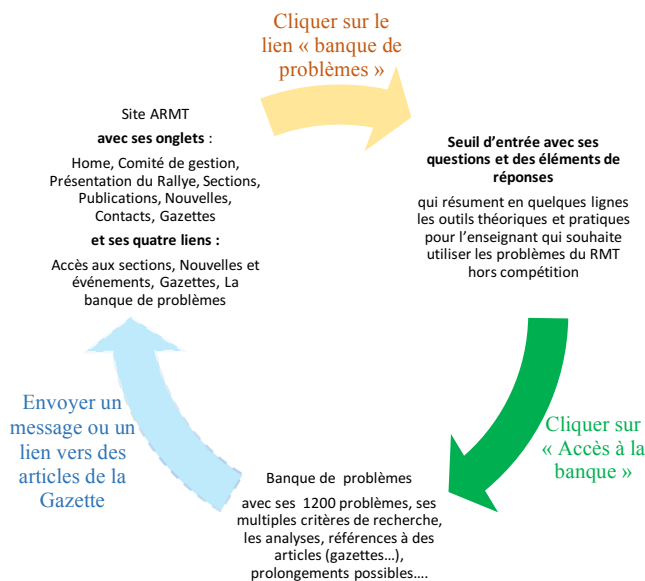 Cliquer sur le
lien « banque de
problèmes »
Site ARMT
avec ses onglets :
Home, Comité de gestion,
Présentation du Rallye, Sections,
Publications, Nouvelles,
Contacts, Gazettes
et ses quatre liens :
Accès aux sections, Nouvelles et
événements, Gazettes, La
banque de problèmes
Seuil d'entrée avec ses
questions et des éléments de
réponses
qui résument en quelques lignes
les outils théoriques et pratiques
pour l'enseignant qui souhaite
utiliser les problèmes du RMT
hors compétition
Cliquer sur
« Accès à la
banque »
Banque de problèmes
avec ses 1200 problèmes, ses
multiples critères de recherche,
les analyses, références à des
articles (gazettes...),
prolongements possibles....
Envoyer un
message ou un
lien vers des
articles de la
Gazette